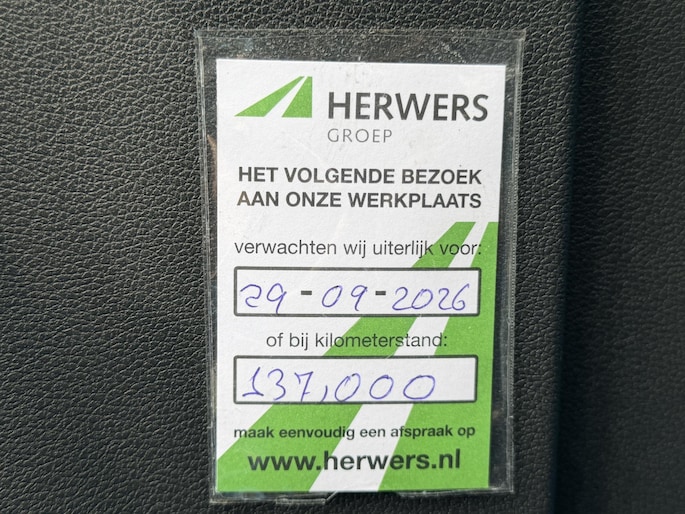 HERWERS
GROEP
HET VOLGENDE BEZOEK
AAN ONZE WERKPLAATS
verwachten wij uiterlijk voor:
29-09-2026
of bij kilometerstand:
137,000
maak eenvoudig een afspraak op
www.herwers.nl